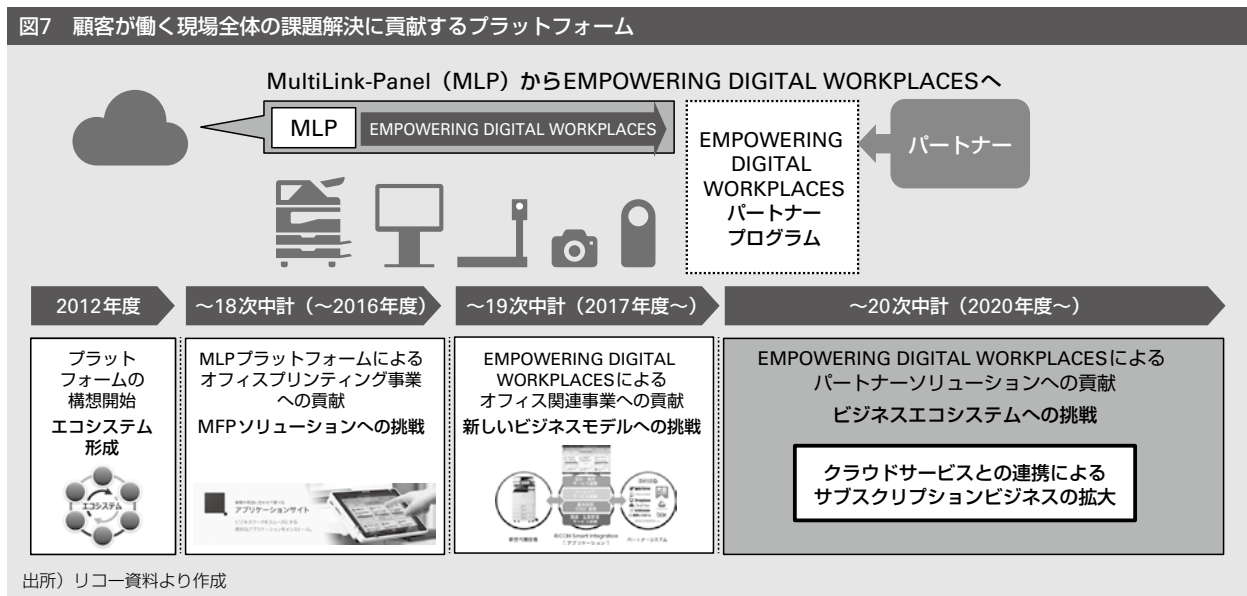 図7　顧客が働く現場全体の課題解決に貢献するプラットフォーム
MultiLink-Panel（MLP）からEMPOWERING DIGITAL WORKPLACESへ
MLP
EMPOWERING DIGITAL WORKPLACES
EMPOWERING
DIGITAL
WORKPLACES
パートナー
プログラム
パートナー
2012年度
〜18次中計（〜2016年度）
〜19次中計（2017年度〜）
〜20次中計（2020年度〜）
プラット
フォームの
構想開始
エコシステム
形成
エコシステム
MLPプラットフォームによる
オフィスプリンティング事業
への貢献
MFPソリューションへの挑戦
アプリケーションサイト
EMPOWERING DIGITAL
WORKPLACESによる
オフィス関連事業への貢献
新しいビジネスモデルへの挑戦
RICOH Smart Integration
［アプリケーション］
パートナーシステム
EMPOWERING DIGITAL WORKPLACESによる
パートナーソリューションへの貢献
ビジネスエコシステムへの挑戦
クラウドサービスとの連携による
サブスクリプションビジネスの拡大
出所）リコー資料より作成